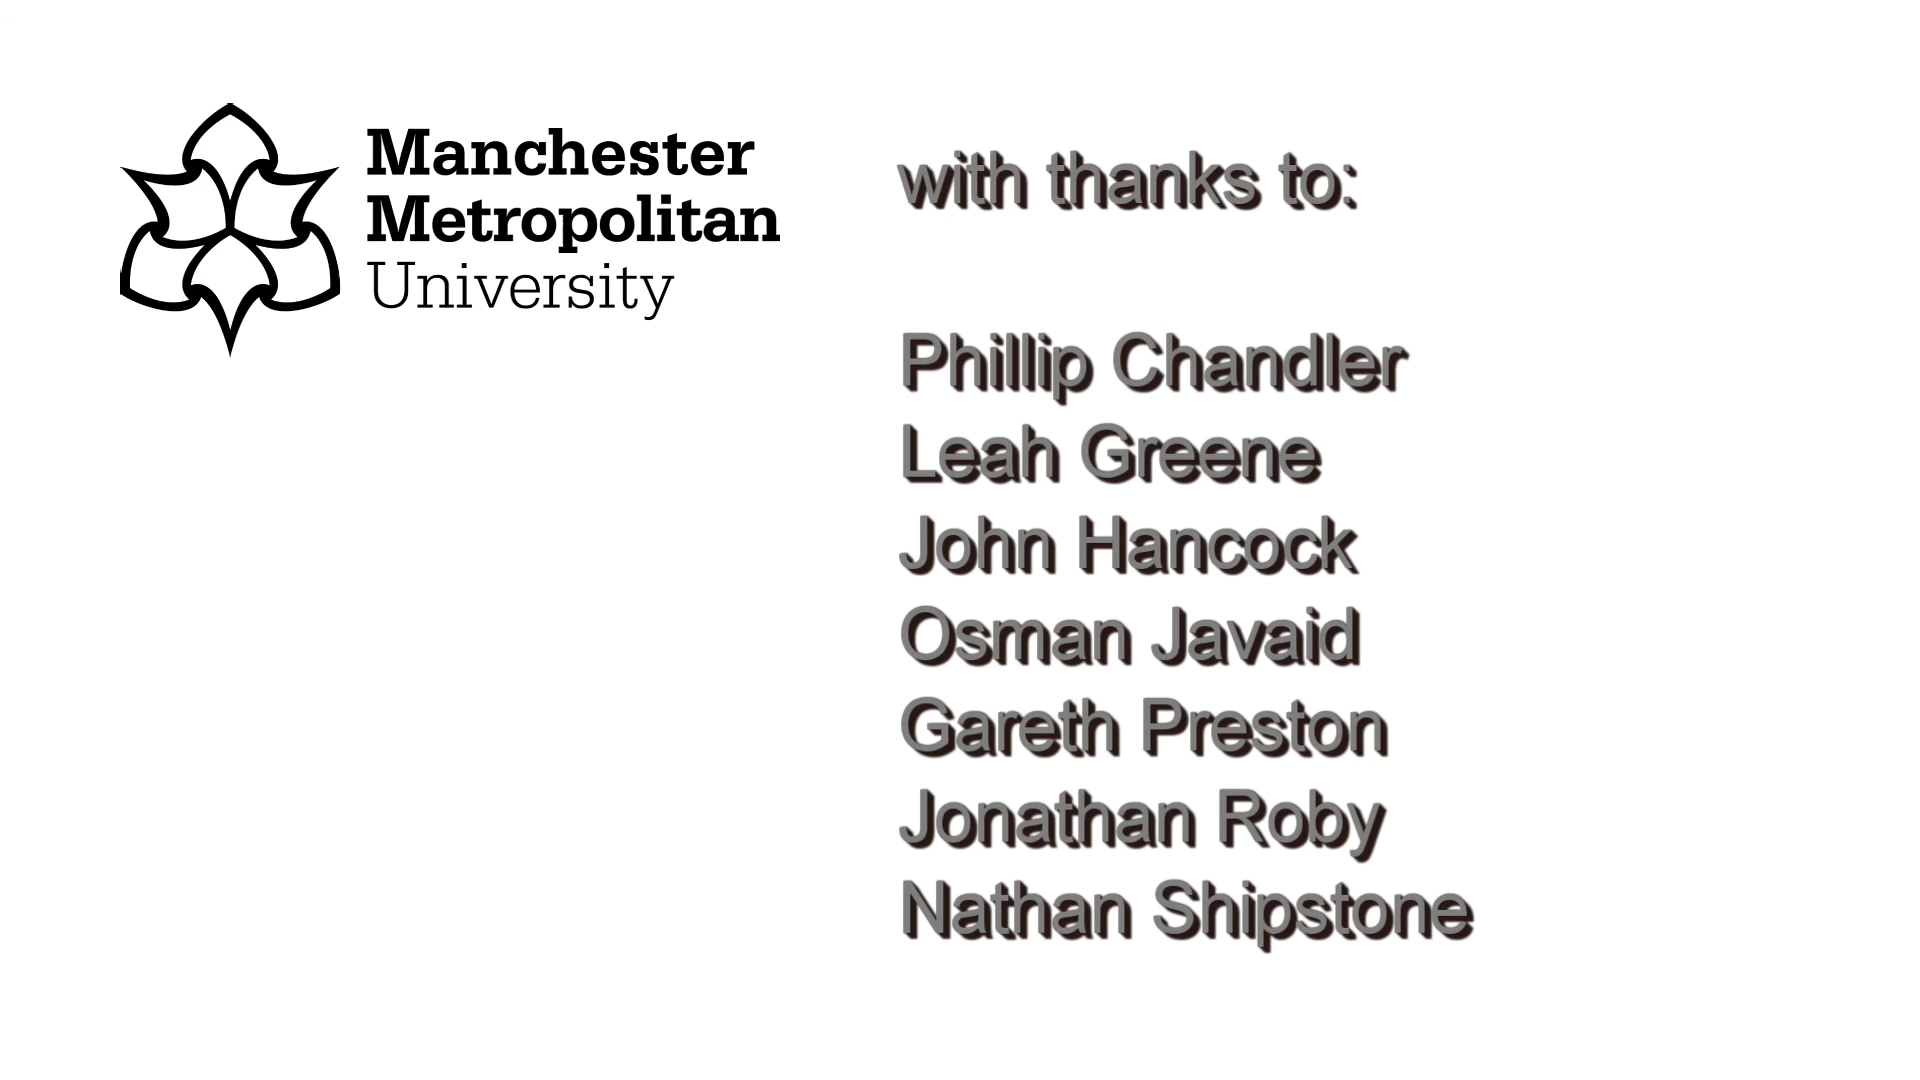 Manchester
Metropolitan
University
with thanks to:
Phillip Chandler
Leah Greene
John Hancock
Osman Javaid
Gareth Preston
Jonathan Roby
Nathan Shipstone